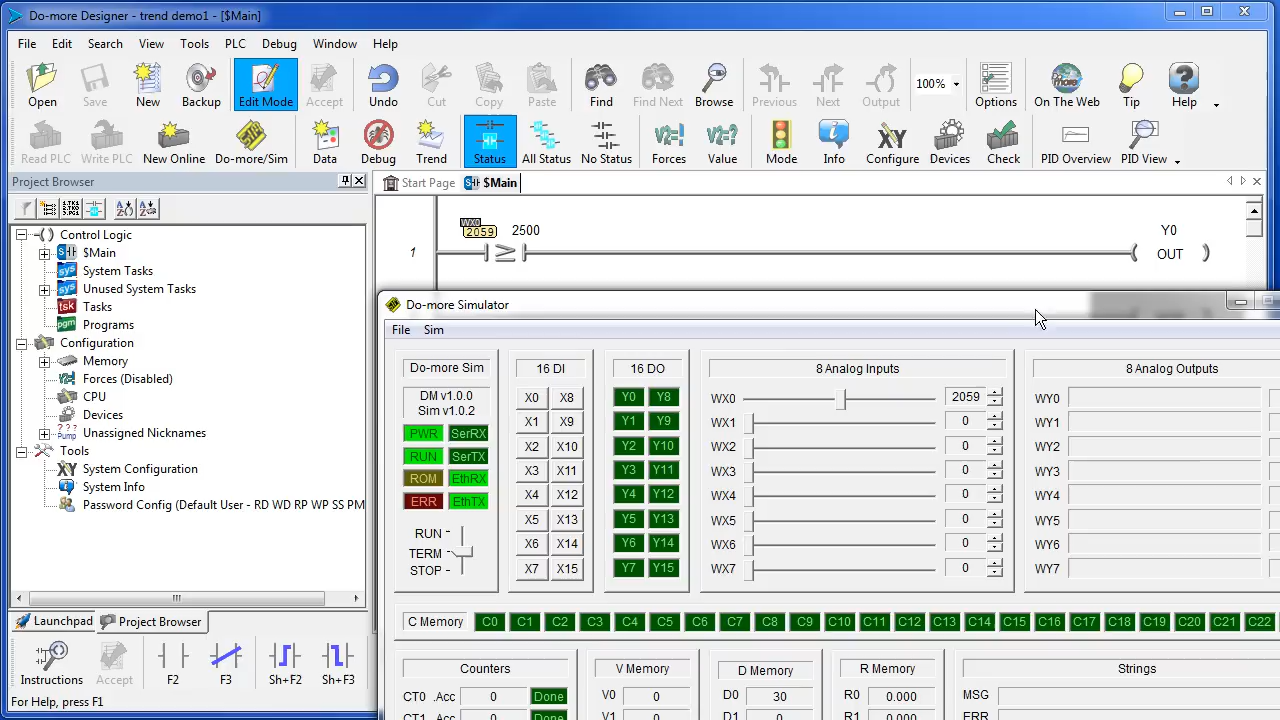 Do-more Designer - trend demo1 - [$Main]
File Edit Search View Tools PLC Debug Window Help
Open Save New Backup Edit Mode Accept Undo Cut Copy Paste Find Find Next Browse Previous Next Output 100% Options On The Web Tip Help
Read PLC Write PLC New Online Do-more/Sim Data Debug Trend Status All Status No Status Forces Value Mode Info Configure Devices Check PID Overview PID View
Project Browser
Start Page $Main
Control Logic
$Main
System Tasks
Unused System Tasks
Tasks
Programs
Configuration
Memory
Forces (Disabled)
CPU
Devices
Unassigned Nicknames
Tools
System Configuration
System Info
Password Config (Default User - RD WD RP WP SS PM
Launchpad Project Browser
Instructions Accept F2 F3 Sh+F2 Sh+F3
For Help, press F1
WX0
2059 2500 Y0
1 OUT
Do-more Simulator
File Sim
Do-more Sim 16 DI 16 DO 8 Analog Inputs 8 Analog Outputs
DM v1.0.0
Sim v1.0.2
PWR SerRX
RUN SerTX
ROM EthRX
ERR EthTX
RUN
TERM
STOP
X0 X8
X1 X9
X2 X10
X3 X11
X4 X12
X5 X13
X6 X14
X7 X15
Y0 Y8
Y1 Y9
Y2 Y10
Y3 Y11
Y4 Y12
Y5 Y13
Y6 Y14
Y7 Y15
WX0 2059
WX1 0
WX2 0
WX3 0
WX4 0
WX5 0
WX6 0
WX7 0
WY0
WY1
WY2
WY3
WY4
WY5
WY6
WY7
C Memory C0 C1 C2 C3 C4 C5 C6 C7 C8 C9 C10 C11 C12 C13 C14 C15 C16 C17 C18 C19 C20 C21 C22
Counters V Memory D Memory R Memory Strings
CT0 Acc 0 Done V0 0 D0 30 R0 0.000 MSG
CT1 Acc 0 Done V1 0 D1 0 R1 0.000 ERR